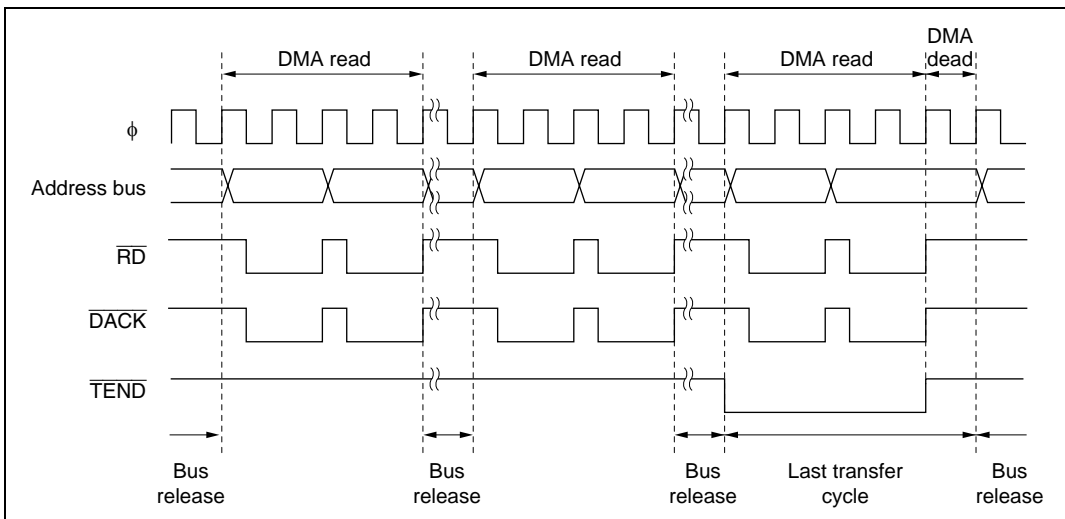 DMA read
DMA read
DMA read
DMA
dead
φ
Address bus
RD
DACK
TEND
Bus
release
Bus
release
Bus
release
Last transfer
cycle
Bus
release